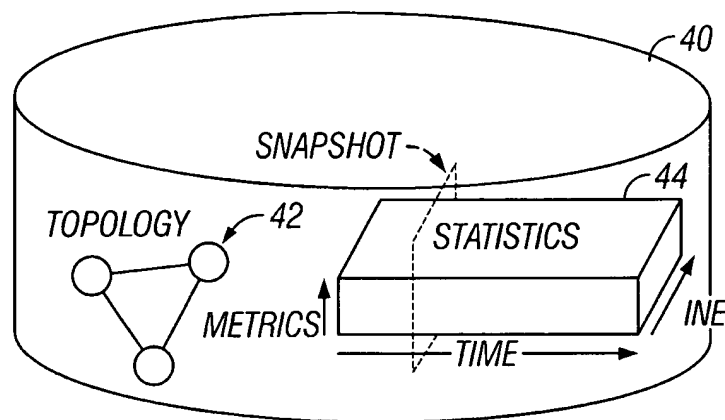 40
SNAPSHOT
44
TOPOLOGY
42
STATISTICS
METRICS
INE
TIME